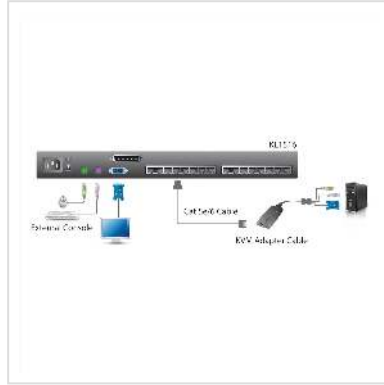 KL1516
Cat 5e/6 Cable
External Console
KVM Adapter Cable